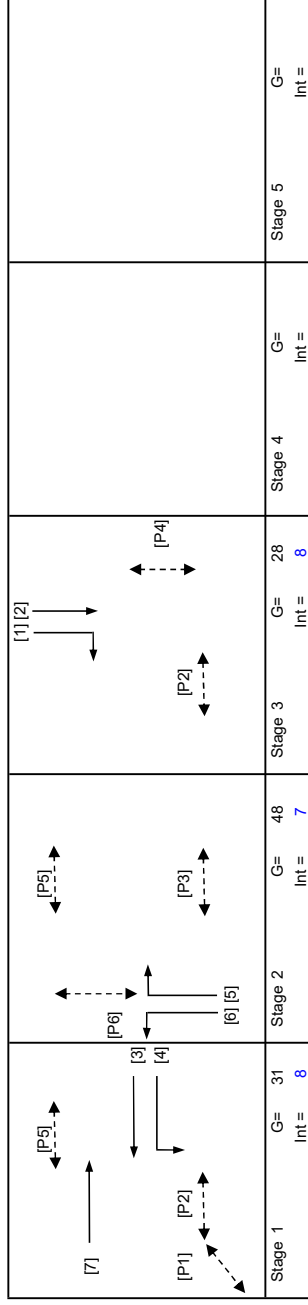 [7]
[P5]
[3]
[4]
[P1]
[P2]
Stage 1 G= 31
Int = 8
[P5]
[P6]
[P3]
[6]
[5]
Stage 2 G= 48
Int = 7
[1] [2]
[P4]
[P2]
Stage 3 G= 28
Int = 8
Stage 4 G=
Int =
Stage 5 G=
Int =